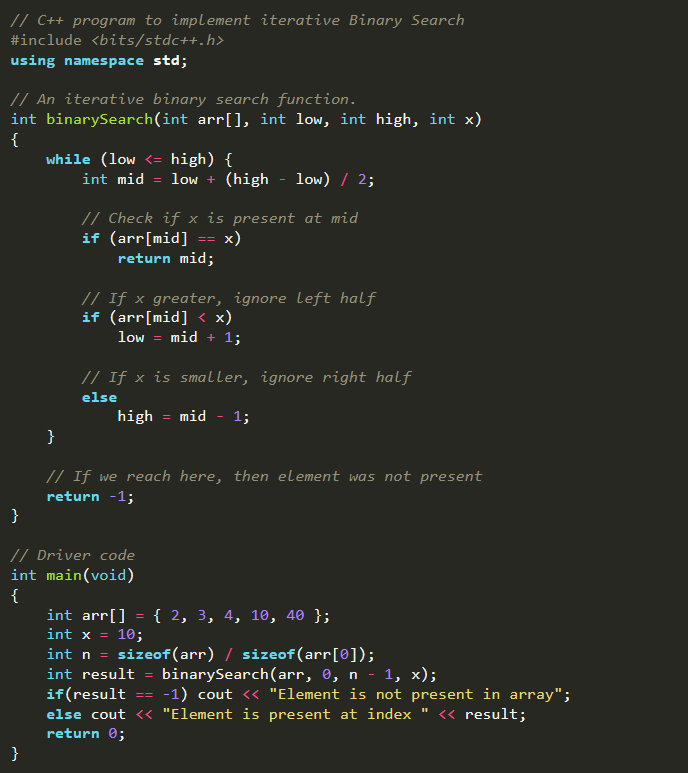 // C++ program to implement iterative Binary Search
#include <bits/stdc++.h>
using namespace std;

// An iterative binary search function.
int binarySearch(int arr[], int low, int high, int x)
{
    while (low <= high) {
        int mid = low + (high - low) / 2;

        // Check if x is present at mid
        if (arr[mid] == x)
            return mid;

        // If x greater, ignore left half
        if (arr[mid] < x)
            low = mid + 1;

        // If x is smaller, ignore right half
        else
            high = mid - 1;
    }

    // If we reach here, then element was not present
    return -1;
}

// Driver code
int main(void)
{
    int arr[] = { 2, 3, 4, 10, 40 };
    int x = 10;
    int n = sizeof(arr) / sizeof(arr[0]);
    int result = binarySearch(arr, 0, n - 1, x);
    if(result == -1) cout << "Element is not present in array";
    else cout << "Element is present at index " << result;
    return 0;
}